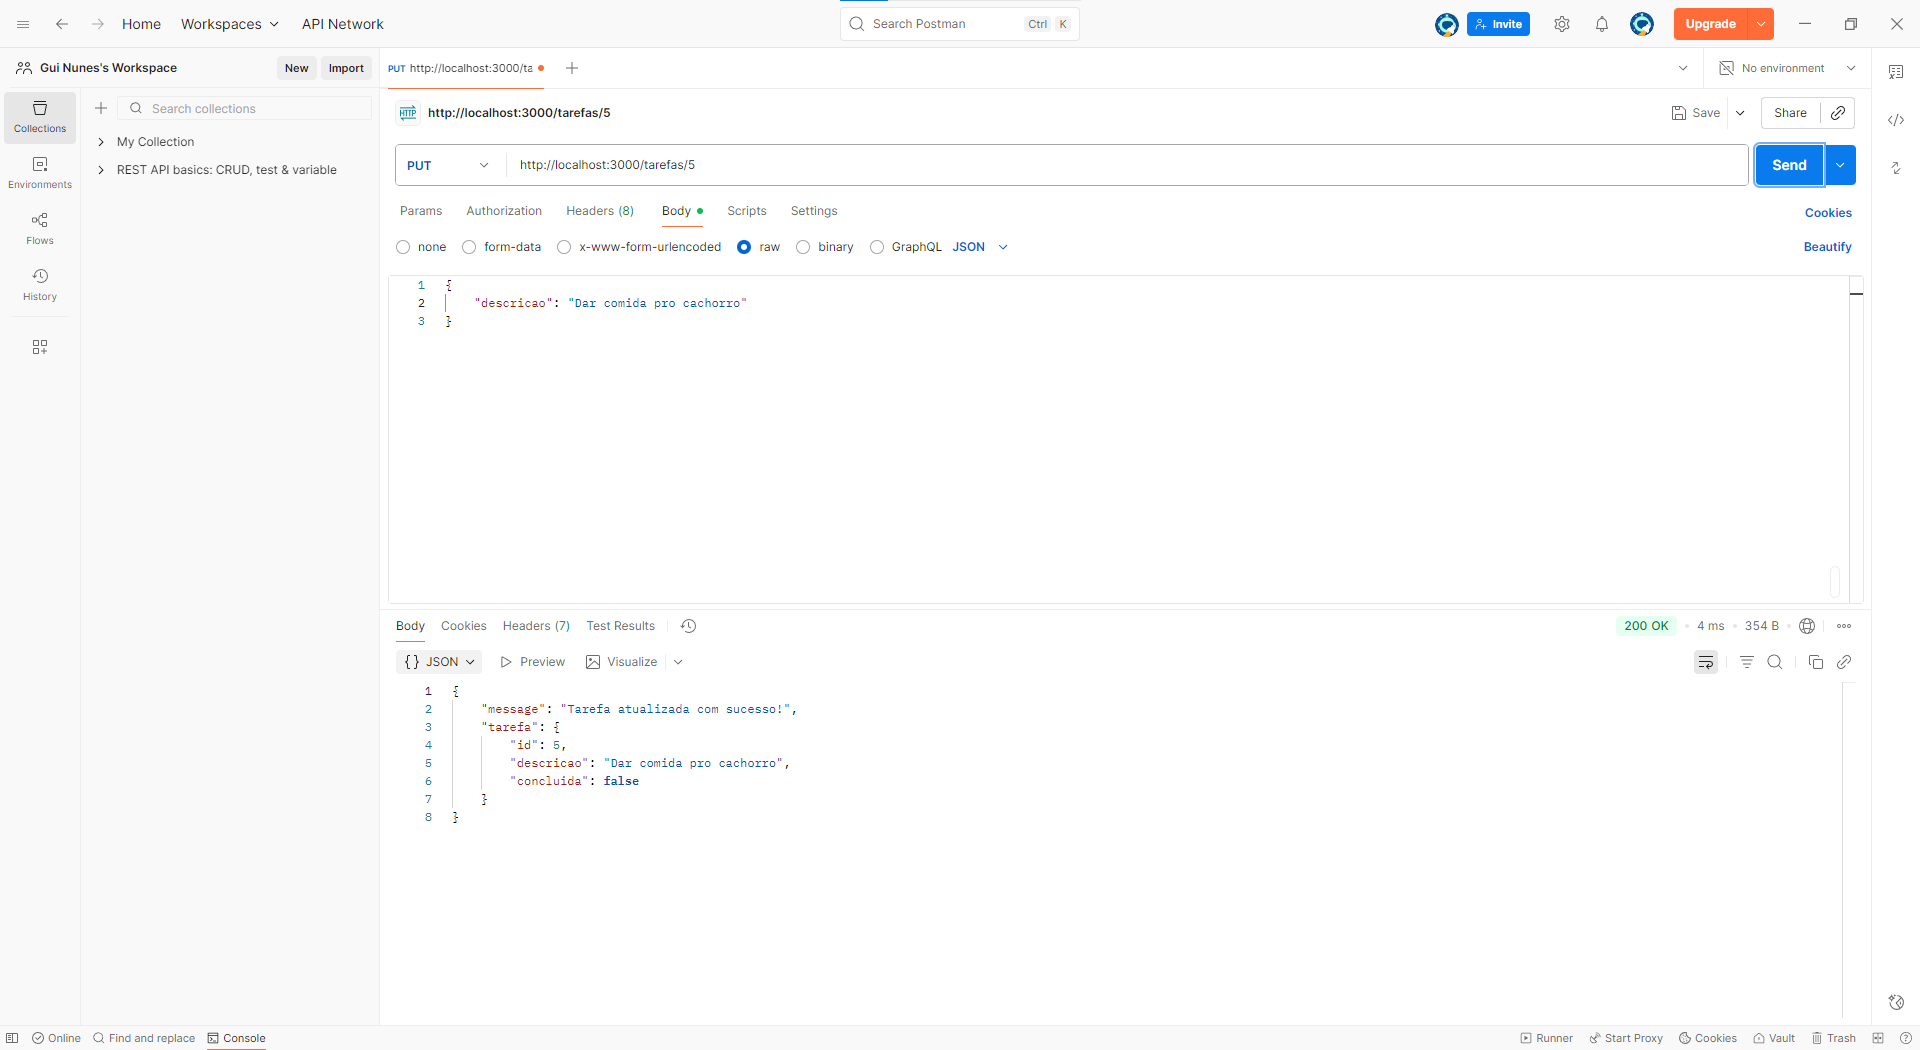 Home Workspaces API Network Search Postman Ctrl K Invite Upgrade
Gui Nunes's Workspace New Import PUT http://localhost:3000/ta No environment
Collections
Environments
Flows
History
Search collections
My Collection
REST API basics: CRUD, test & variable
HTTP http://localhost:3000/tarefas/5 Save Share
PUT http://localhost:3000/tarefas/5 Send
Params Authorization Headers (8) Body Scripts Settings Cookies
none form-data x-www-form-urlencoded raw binary GraphQL JSON Beautify
1 {
2 "descricao": "Dar comida pro cachorro"
3 }
Body Cookies Headers (7) Test Results 200 OK 4 ms 354 B
{} JSON Preview Visualize
1 {
2 "message": "Tarefa atualizada com sucesso!",
3 "tarefa": {
4 "id": 5,
5 "descricao": "Dar comida pro cachorro",
6 "concluida": false
7 }
8 }
Online Find and replace Console Runner Start Proxy Cookies Vault Trash